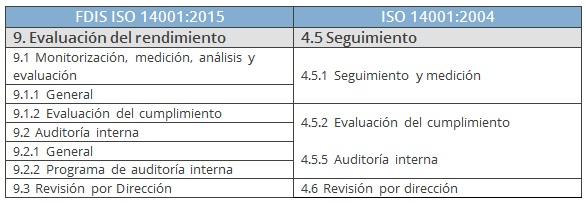 FDIS ISO 14001:2015 ISO 14001:2004
9. Evaluación del rendimiento 4.5 Seguimiento
9.1 Monitorización, medición, análisis y
evaluación
4.5.1 Seguimiento y medición
9.1.1 General
9.1.2 Evaluación del cumplimiento
4.5.2 Evaluación del cumplimiento
9.2 Auditoría interna
9.2.1 General
4.5.5 Auditoría interna
9.2.2 Programa de auditoría interna
9.3 Revisión por Dirección 4.6 Revisión por dirección